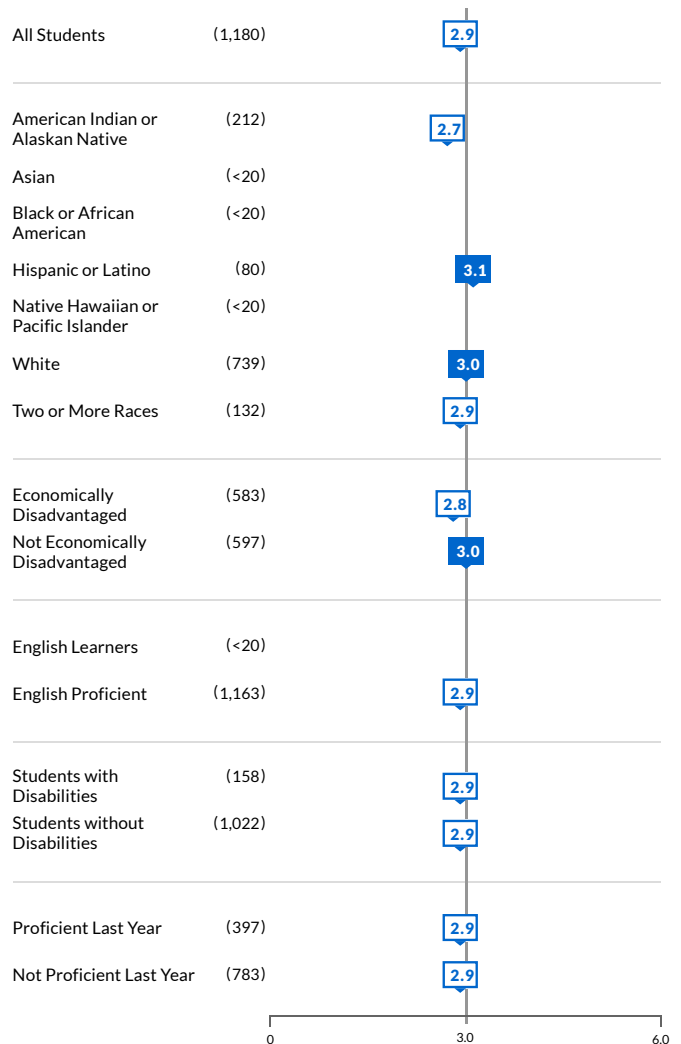 All Students (1,180) 2.9
American Indian or
Alaskan Native (212) 2.7
Asian (<20)
Black or African
American (<20)
Hispanic or Latino (80) 3.1
Native Hawaiian or
Pacific Islander (<20)
White (739) 3.0
Two or More Races (132) 2.9
Economically
Disadvantaged (583) 2.8
Not Economically
Disadvantaged (597) 3.0
English Learners (<20)
English Proficient (1,163) 2.9
Students with
Disabilities (158) 2.9
Students without
Disabilities (1,022) 2.9
Proficient Last Year (397) 2.9
Not Proficient Last Year (783) 2.9
0 3.0 6.0